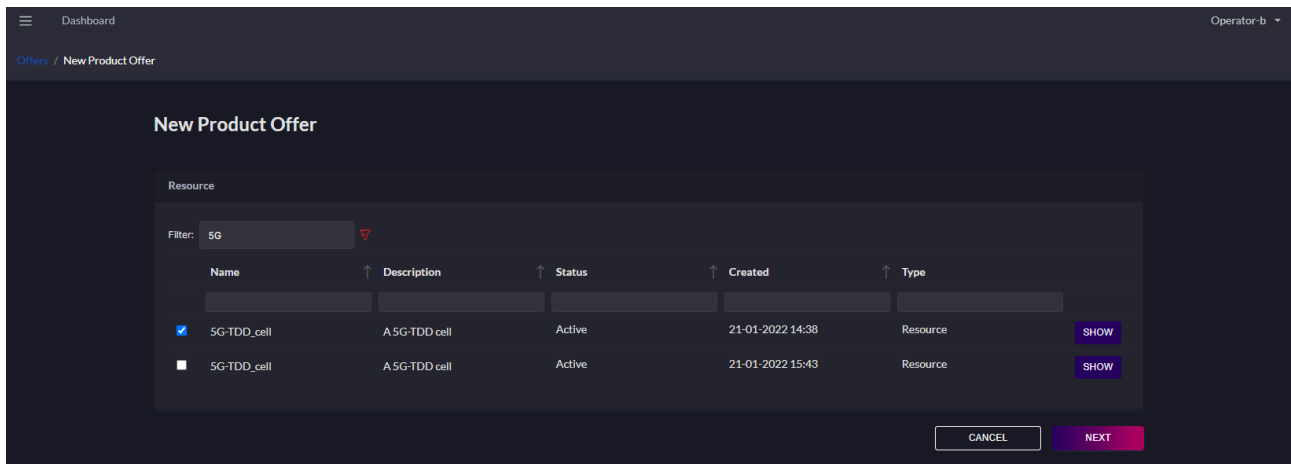 Dashboard Operator-b
Offers / New Product Offer
New Product Offer
Resource
Filter: 5G
Name Description Status Created Type
5G-TDD_cell A 5G-TDD cell Active 21-01-2022 14:38 Resource SHOW
5G-TDD_cell A 5G-TDD cell Active 21-01-2022 15:43 Resource SHOW
CANCEL NEXT